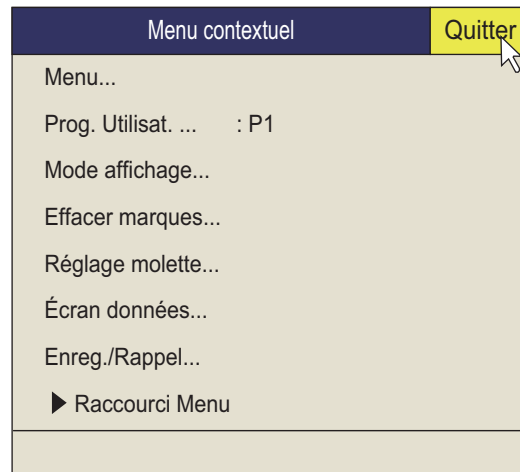 Menu contextuel Quitter
Menu...
Prog. Utilisat. ... : P1
Mode affichage...
Effacer marques...
Réglage molette...
Écran données...
Enreg./Rappel...
Raccourci Menu